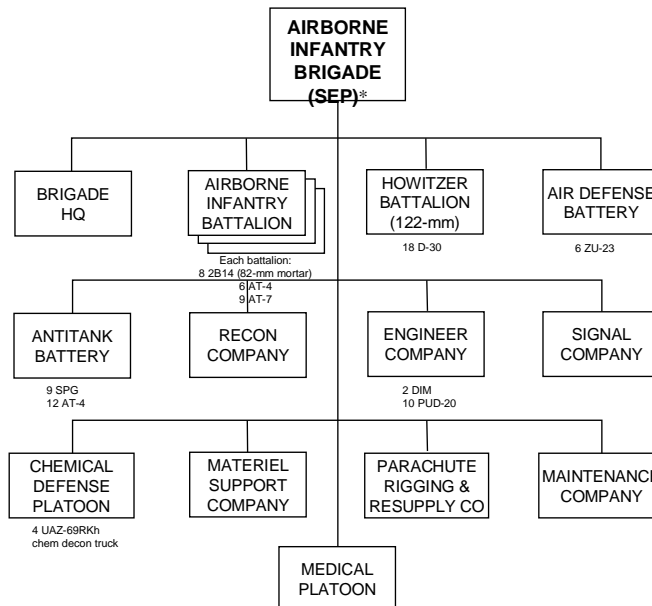 AIRBORNE
INFANTRY
BRIGADE
(SEP)*
BRIGADE
HQ
AIRBORNE
INFANTRY
BATTALION
Each battalion:
8 2B14 (82-mm mortar)
6 AT-4
9 AT-7
HOWITZER
BATTALION
(122-mm)
18 D-30
AIR DEFENSE
BATTERY
6 ZU-23
ANTITANK
BATTERY
9 SPG
12 AT-4
RECON
COMPANY
ENGINEER
COMPANY
2 DIM
10 PUD-20
SIGNAL
COMPANY
CHEMICAL
DEFENSE
PLATOON
4 UAZ-69RKh
chem decon truck
MATERIEL
SUPPORT
COMPANY
PARACHUTE
RIGGING &
RESUPPLY CO
MAINTENANCE
COMPANY
MEDICAL
PLATOON